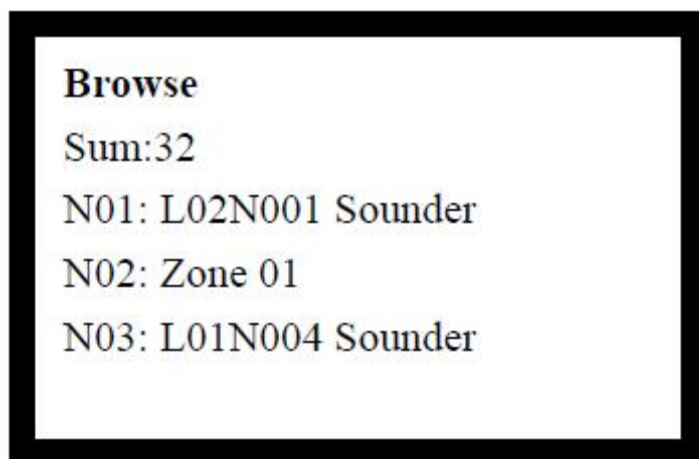 Browse
Sum:32
N01: L02N001 Sounder
N02: Zone 01
N03: L01N004 Sounder